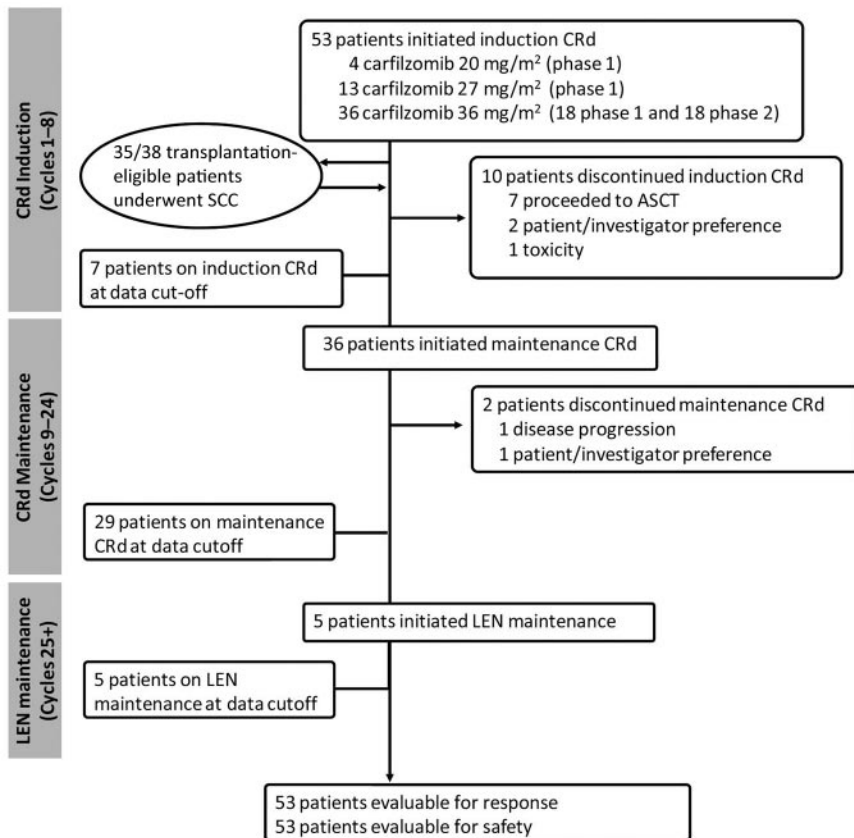 CRd Induction
(Cycles 1–8)
53 patients initiated induction CRd
4 carfilzomib 20 mg/m² (phase 1)
13 carfilzomib 27 mg/m² (phase 1)
36 carfilzomib 36 mg/m² (18 phase 1 and 18 phase 2)
35/38 transplantation-
eligible patients
underwent SCC
10 patients discontinued induction CRd
7 proceeded to ASCT
2 patient/investigator preference
1 toxicity
7 patients on induction CRd
at data cut-off
CRd Maintenance
(Cycles 9–24)
36 patients initiated maintenance CRd
2 patients discontinued maintenance CRd
1 disease progression
1 patient/investigator preference
29 patients on maintenance
CRd at data cutoff
LEN maintenance
(Cycles 25+)
5 patients initiated LEN maintenance
5 patients on LEN
maintenance at data cutoff
53 patients evaluable for response
53 patients evaluable for safety